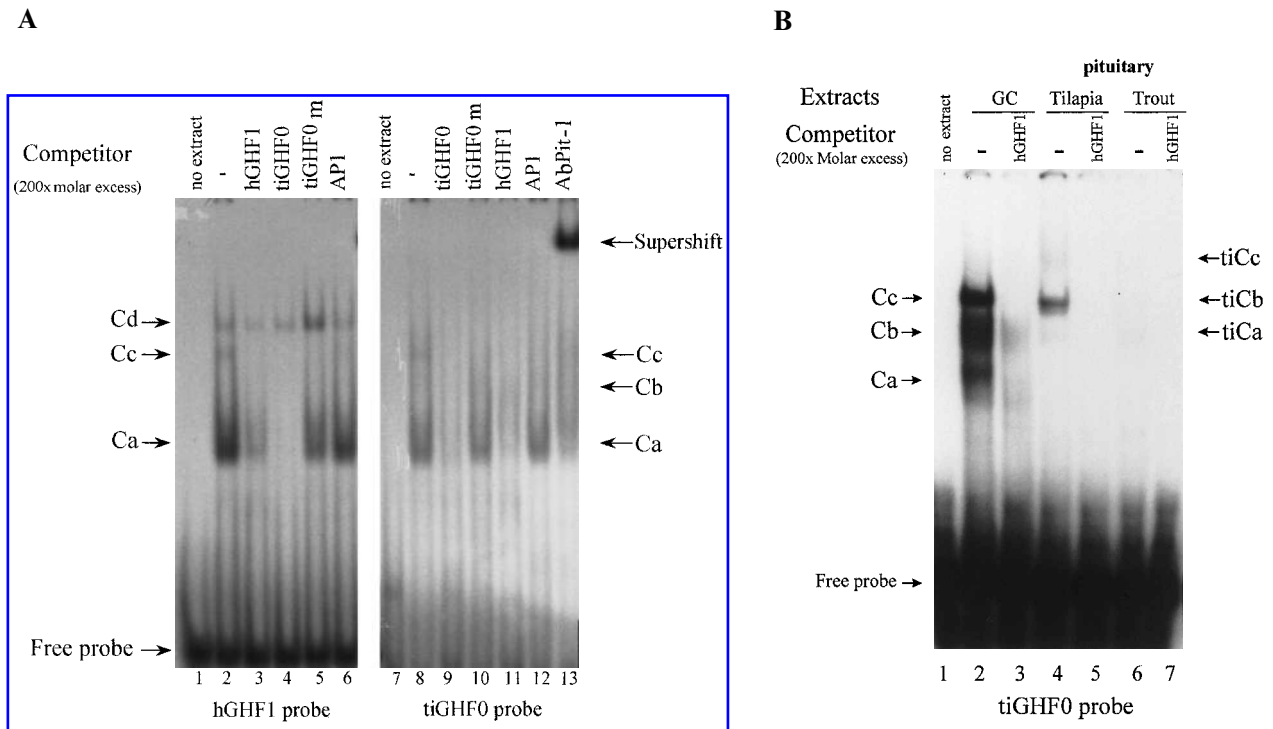 A
Competitor
(200x molar excess)
no extract
-
hGHF1
tiGHF0
tiGHF0 m
AP1
no extract
-
tiGHF0
tiGHF0 m
hGHF1
AP1
AbPit-1
Cd
Cc
Ca
Free probe
Supershift
Cc
Cb
Ca
1 2 3 4 5 6
7 8 9 10 11 12 13
hGHF1 probe
tiGHF0 probe
B
pituitary
Extracts
GC Tilapia Trout
Competitor
(200x Molar excess)
no extract
-
hGHF1
-
hGHF1
-
hGHF1
Cc
Cb
Ca
Free probe
tiCc
tiCb
tiCa
1 2 3 4 5 6 7
tiGHF0 probe